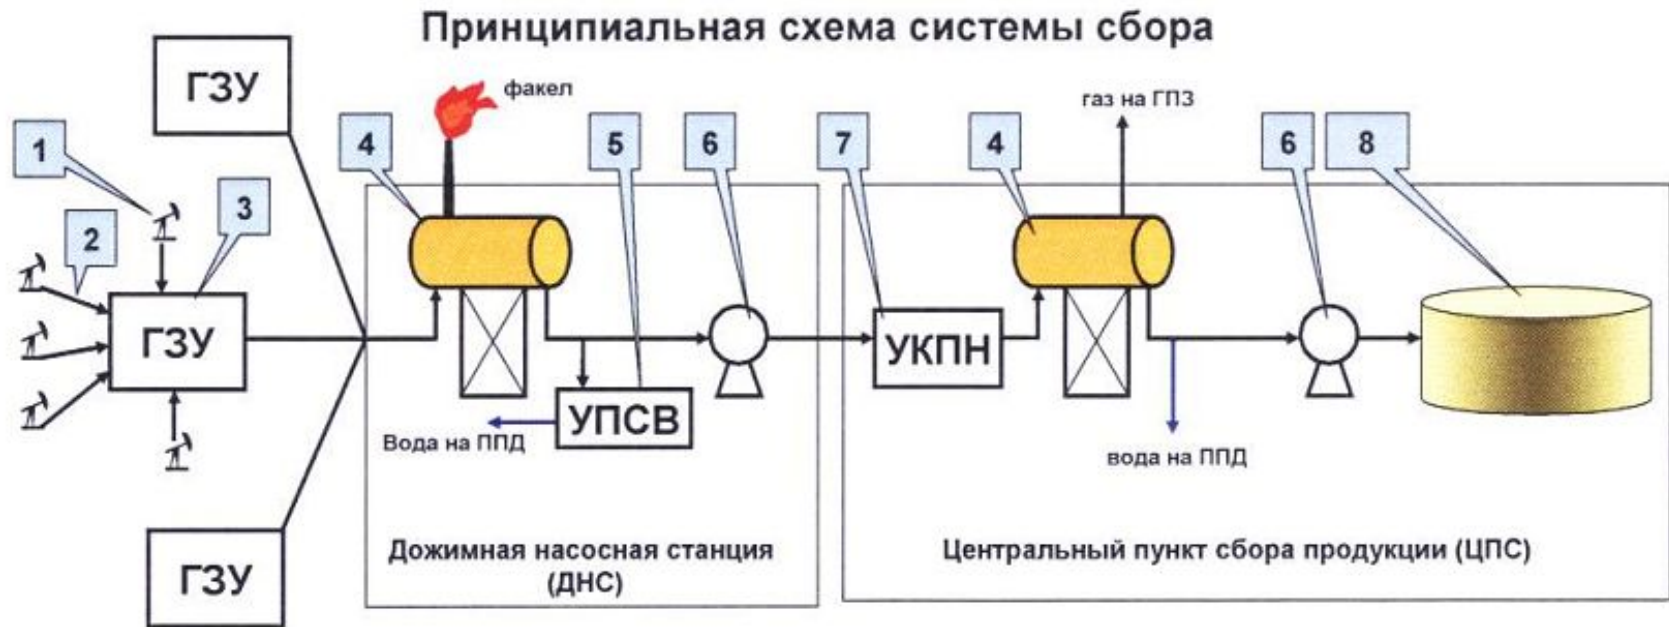 Принципиальная схема системы сбора
ГЗУ
факел
газ на ГПЗ
1
4
5
6
7
4
6
8
2
3
ГЗУ
УКПН
УПСВ
Вода на ППД
вода на ППД
Дожимная насосная станция
(ДНС)
Центральный пункт сбора продукции (ЦПС)
ГЗУ